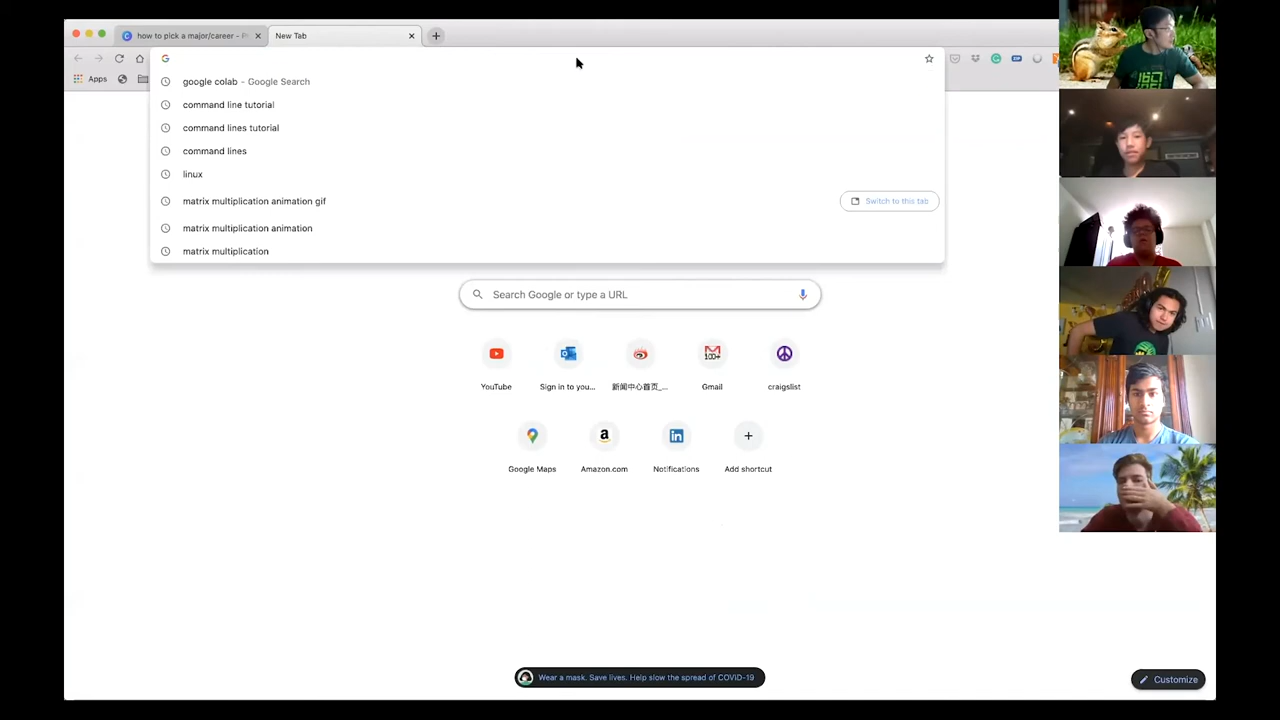 how to pick a major/career - P
New Tab
Apps
google colab - Google Search
command line tutorial
command lines tutorial
command lines
linux
matrix multiplication animation gif
Switch to this tab
matrix multiplication animation
matrix multiplication
Search Google or type a URL
YouTube
Sign in to you...
新闻中心首页_...
Gmail
craigslist
Google Maps
Amazon.com
Notifications
Add shortcut
Wear a mask. Save lives. Help slow the spread of COVID-19
Customize